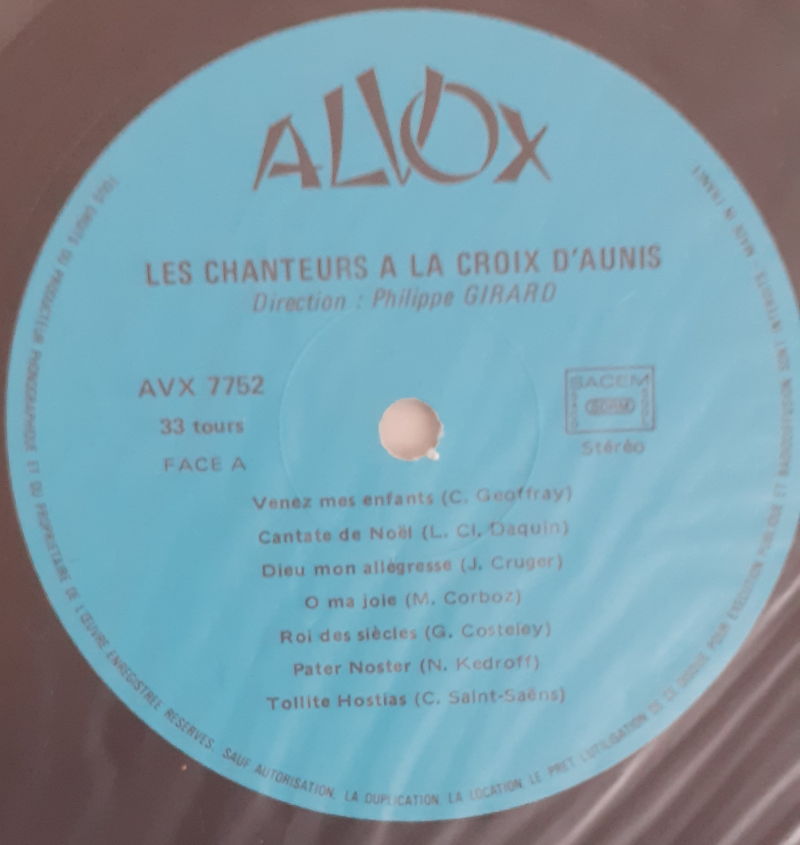 ALVOX
LES CHANTEURS A LA CROIX D'AUNIS
Direction : Philippe GIRARD
AVX 7752
33 tours
FACE A
SACEM
SDRM
Stéréo
Venez mes enfants (C. Geoffray)
Cantate de Noël (L. Cl. Daquin)
Dieu mon allégresse (J. Cruger)
O ma joie (M. Corboz)
Roi des siècles (G. Costeley)
Pater Noster (N. Kedroff)
Tollite Hostias (C. Saint-Saëns)
TOUS DROITS DU PRODUCTEUR PHONOGRAPHIQUE ET DU PROPRIETAIRE DE L'ŒUVRE ENREGISTREE RESERVES. SAUF AUTORISATION, LA DUPLICATION, LA LOCATION, LE PRET, L'UTILISATION DE CE DISQUE POUR EXECUTION PUBLIQUE ET RADIODIFFUSION SONT INTERDITS - MADE IN FRANCE